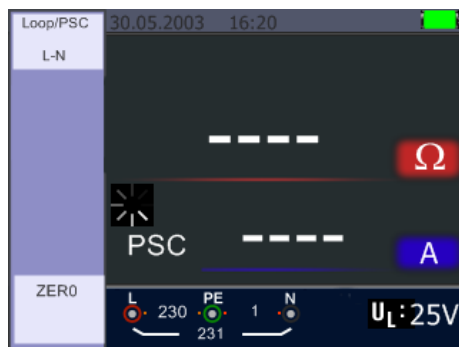 Loop/PSC 30.05.2003 16:20
L-N
---- Ω
PSC ---- A
ZER0
L 230 PE 1 N
231
UL:25V